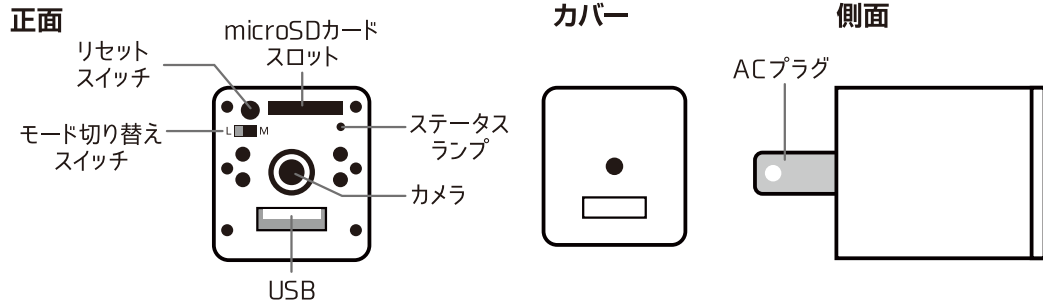 正面
カバー
側面
microSDカード
スロット
リセット
スイッチ
ACプラグ
L M
モード切り替え
スイッチ
ステータス
ランプ
カメラ
USB